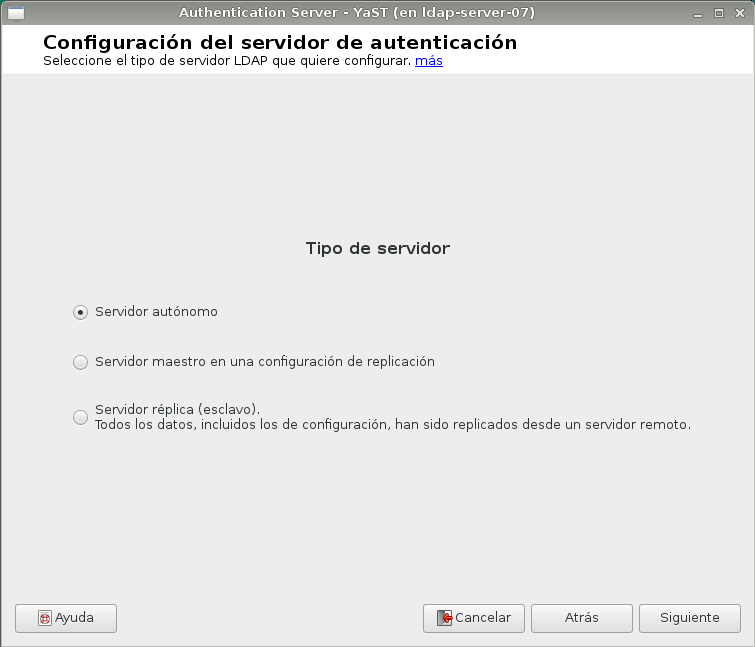 Authentication Server - YaST (en ldap-server-07)
Configuración del servidor de autenticación
Seleccione el tipo de servidor LDAP que quiere configurar. más
Tipo de servidor
Servidor autónomo
Servidor maestro en una configuración de replicación
Servidor réplica (esclavo).
Todos los datos, incluidos los de configuración, han sido replicados desde un servidor remoto.
Ayuda
Cancelar
Atrás
Siguiente